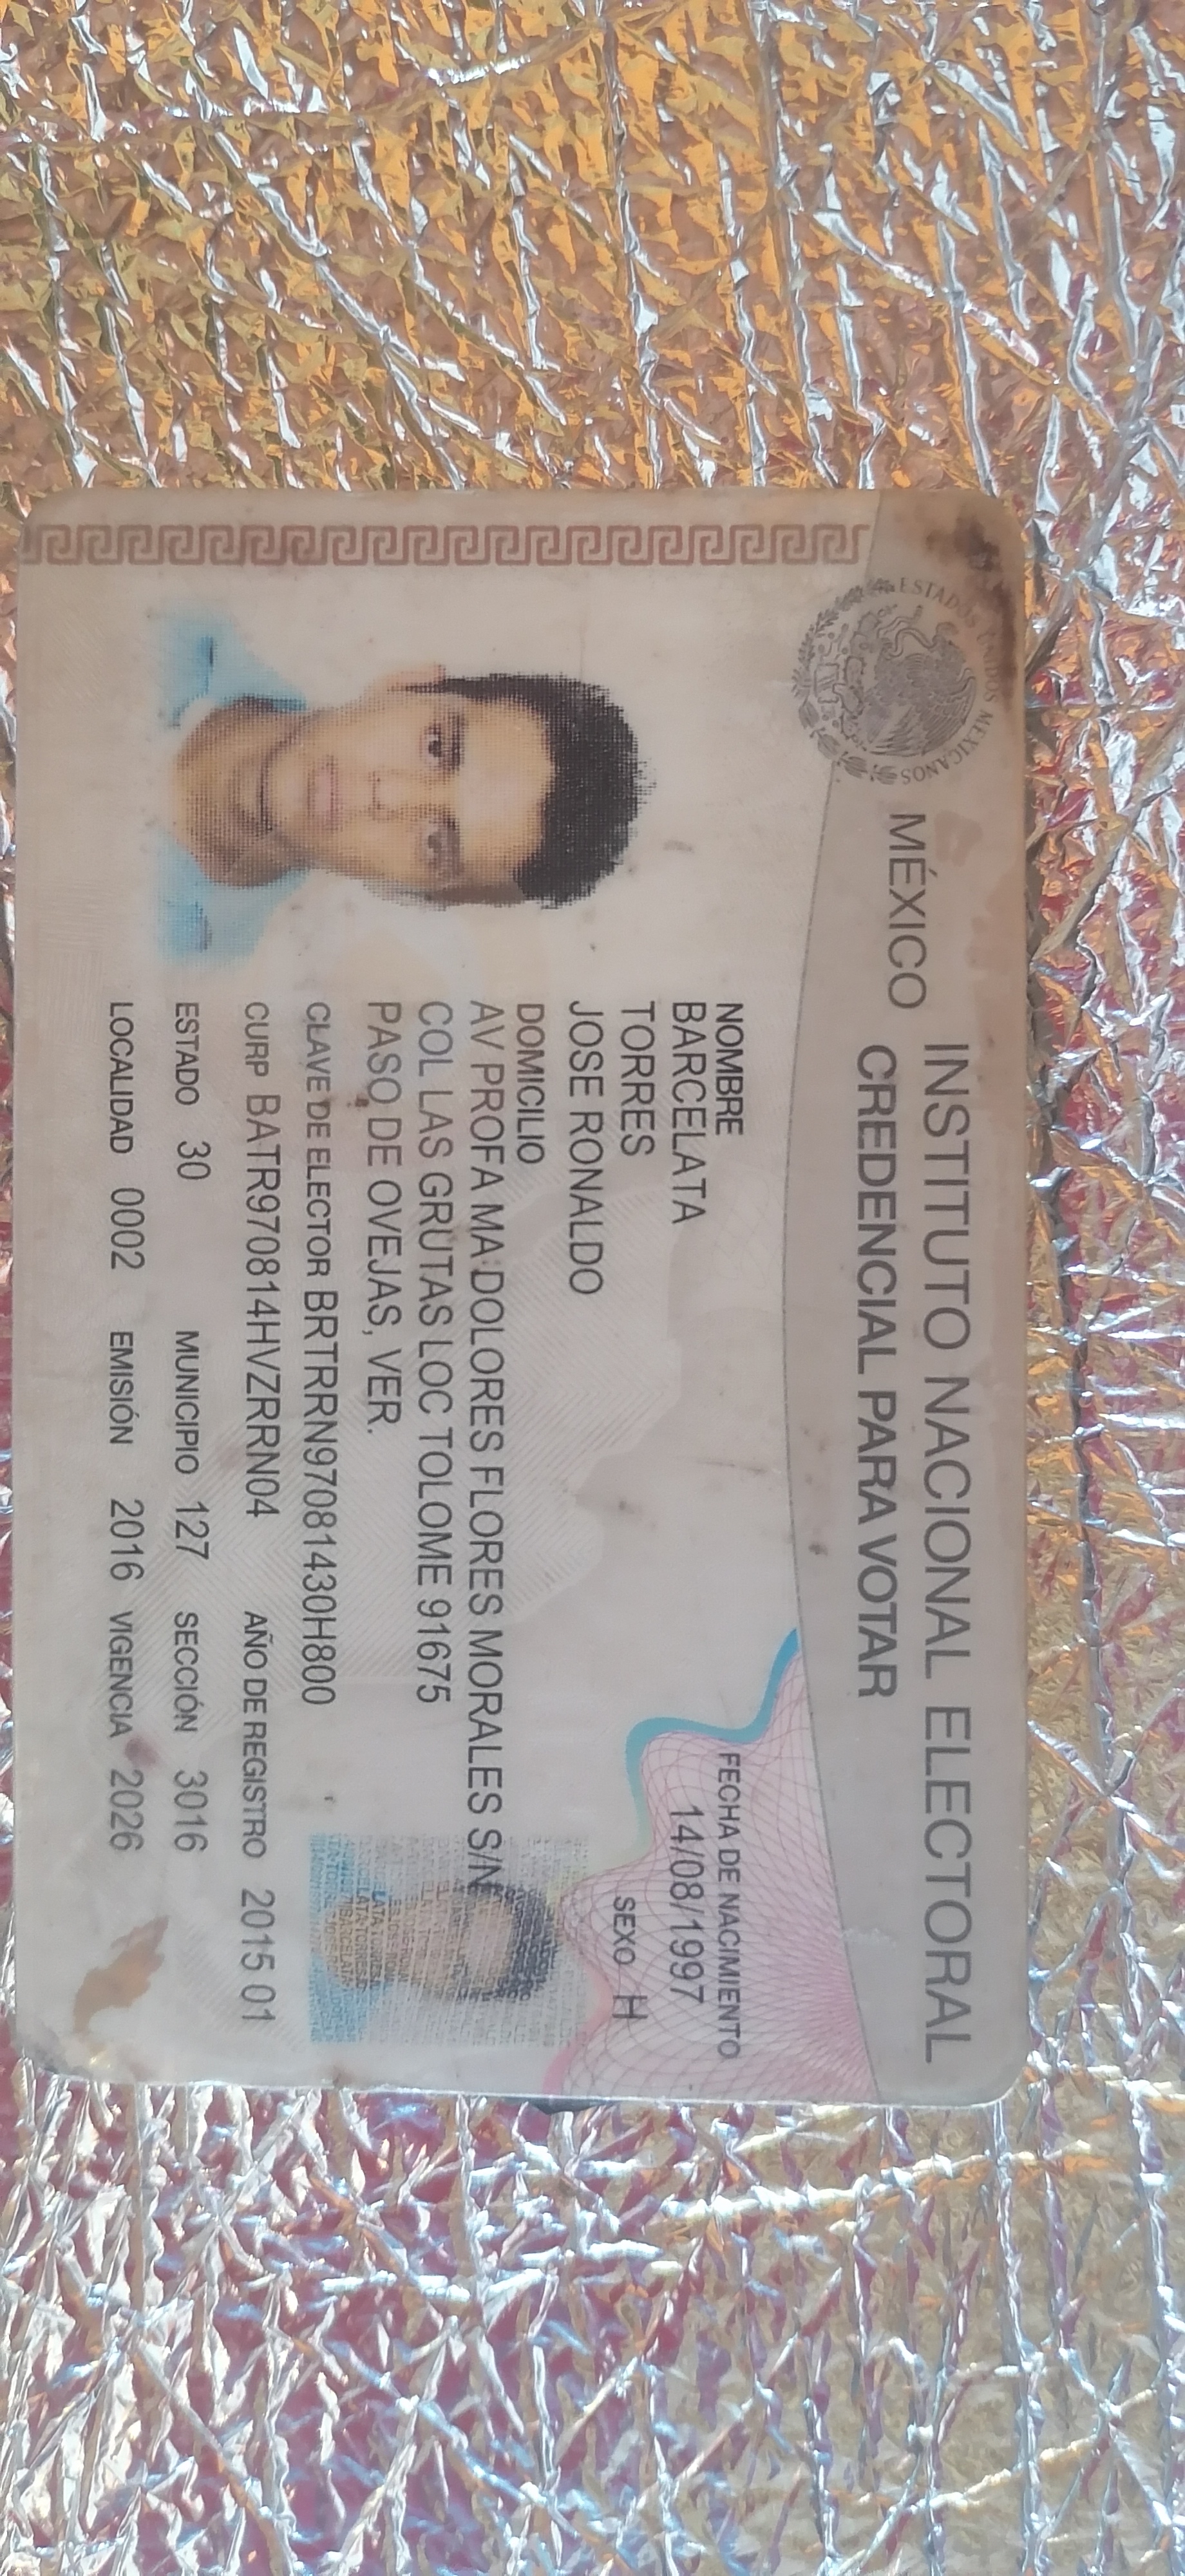 ESTADOS UNIDOS MEXICANOS
MÉXICO INSTITUTO NACIONAL ELECTORAL
CREDENCIAL PARA VOTAR
NOMBRE
BARCELATA
TORRES
JOSE RONALDO
FECHA DE NACIMIENTO
14/08/1997
SEXO H
DOMICILIO
AV PROFA MA DOLORES FLORES MORALES S/N
COL LAS GRUTAS LOC TOLOME 91675
PASO DE OVEJAS, VER.
CLAVE DE ELECTOR BRTRRN97081430H800
CURP BATR970814HVZRRN04 AÑO DE REGISTRO 2015 01
ESTADO 30 MUNICIPIO 127 SECCIÓN 3016
LOCALIDAD 0002 EMISIÓN 2016 VIGENCIA 2026